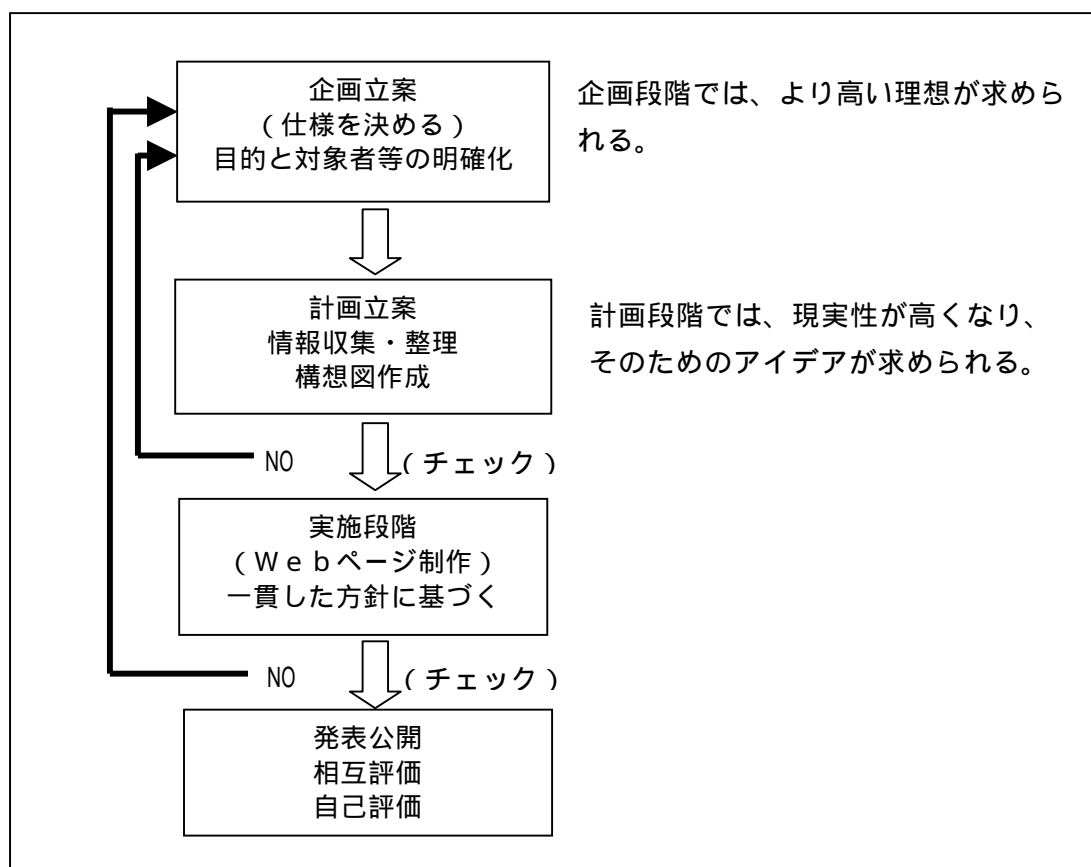 企画立案
(仕様を決める)
目的と対象者等の明確化
企画段階では、より高い理想が求めら
れる。
計画立案
情報収集・整理
構想図作成
計画段階では、現実性が高くなり、
そのためのアイデアが求められる。
NO
(チェック)
実施段階
(Webページ制作)
一貫した方針に基づく
NO
(チェック)
発表公開
相互評価
自己評価